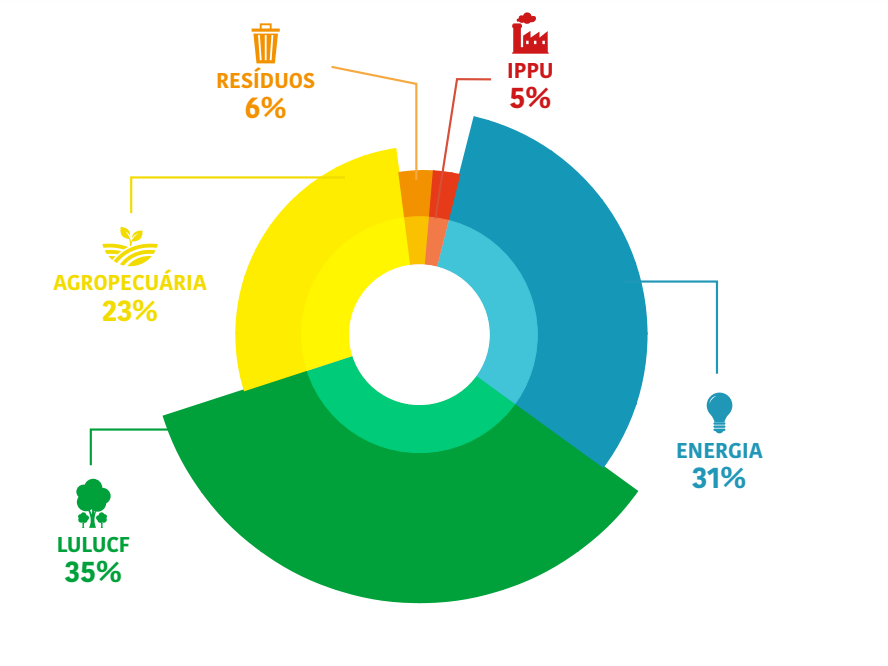 RESÍDUOS
6%
IPPU
5%
AGROPECUÁRIA
23%
ENERGIA
31%
LULUCF
35%